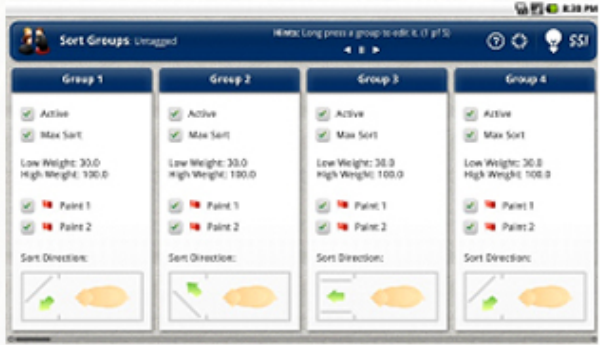 8:30 PM
Sort Groups: Untagged
Hints: Long press a group to edit it. (1 of 5)
SSI
Group 1
Active
Max Sort
Low Weight: 30.0
High Weight: 100.0
Paint 1
Paint 2
Sort Direction:
Group 2
Active
Max Sort
Low Weight: 30.0
High Weight: 100.0
Paint 1
Paint 2
Sort Direction:
Group 3
Active
Max Sort
Low Weight: 30.0
High Weight: 100.0
Paint 1
Paint 2
Sort Direction:
Group 4
Active
Max Sort
Low Weight: 30.0
High Weight: 100.0
Paint 1
Paint 2
Sort Direction: